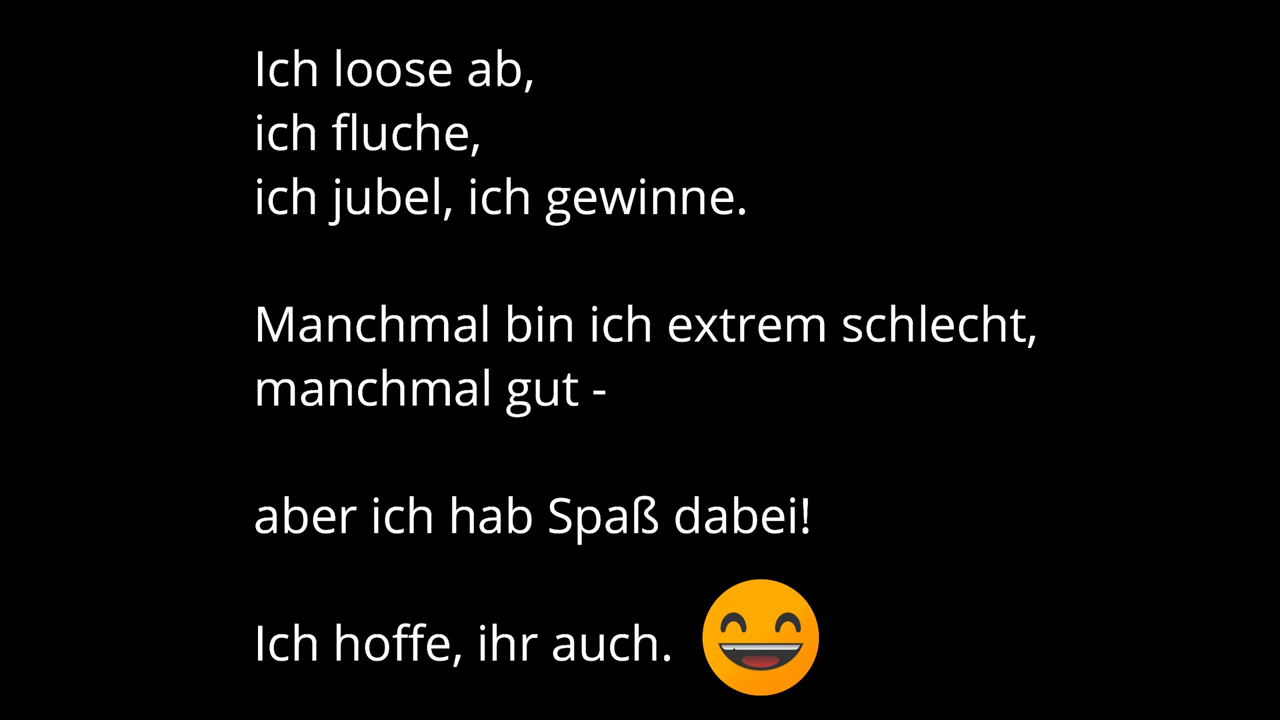 Ich loose ab,
ich fluche,
ich jubel, ich gewinne.
Manchmal bin ich extrem schlecht,
manchmal gut -
aber ich hab Spaß dabei!
Ich hoffe, ihr auch.